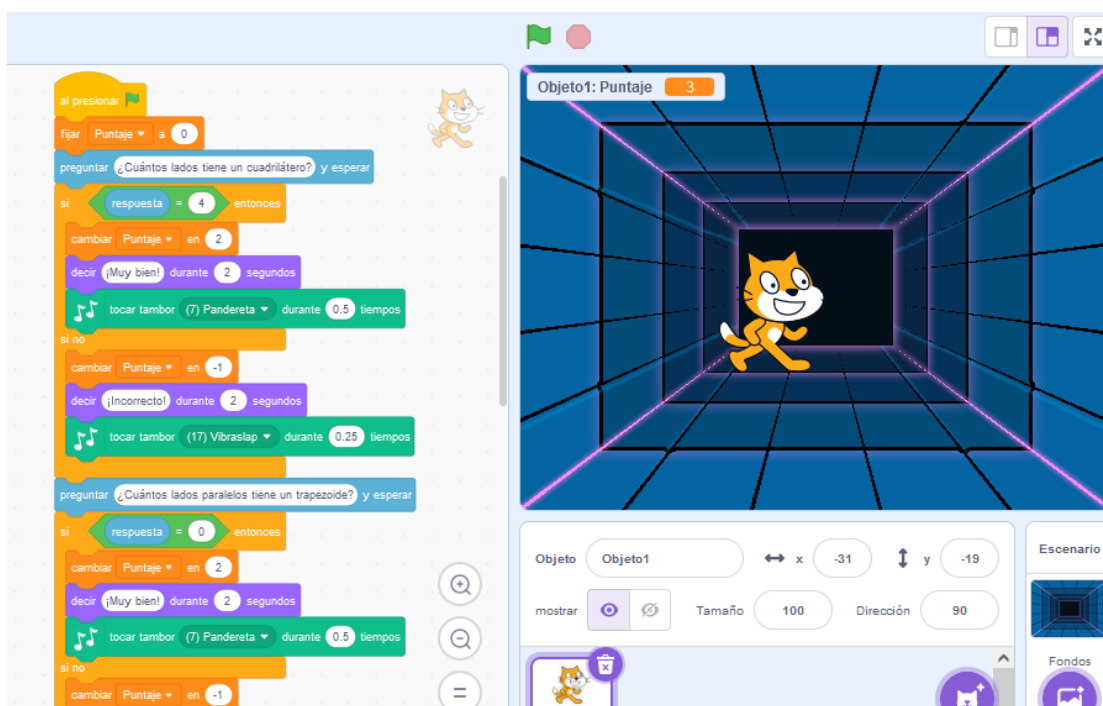 al presionar
fijar Puntaje a 0
preguntar ¿Cuántos lados tiene un cuadrilátero? y esperar
si respuesta = 4 entonces
cambiar Puntaje en 2
decir ¡Muy bien! durante 2 segundos
tocar tambor (7) Pandereta durante 0.5 tiempos
si no
cambiar Puntaje en -1
decir ¡Incorrecto! durante 2 segundos
tocar tambor (17) Vibraslap durante 0.25 tiempos
preguntar ¿Cuántos lados paralelos tiene un trapezoide? y esperar
si respuesta = 0 entonces
cambiar Puntaje en 2
decir ¡Muy bien! durante 2 segundos
tocar tambor (7) Pandereta durante 0.5 tiempos
si no
cambiar Puntaje en -1
Objeto1: Puntaje 3
Objeto Objeto1 x -31 y -19
mostrar Tamaño 100 Dirección 90
Escenario
Fondos